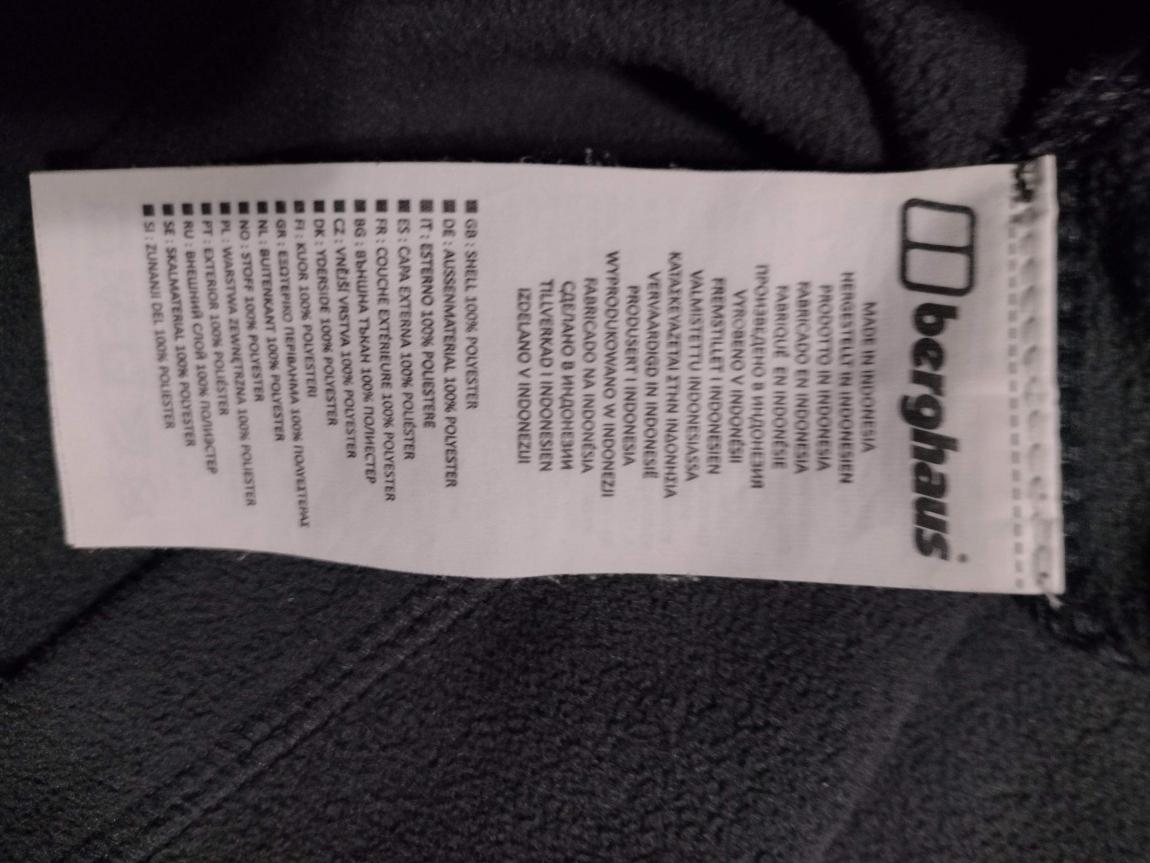 berghaus
MADE IN INDONESIA
HERGESTELLT IN INDONESIEN
PRODOTTO IN INDONESIA
FABRICADO EN INDONESIA
FABRIQUÉ EN INDONÉSIE
ПРОИЗВЕДЕНО В ИНДОНЕЗИЯ
VYROBENO V INDONÉSII
FREMSTILLET I INDONESIEN
VALMISTETTU INDONESIASSA
ΚΑΤΑΣΚΕΥΑΖΕΤΑΙ ΣΤΗΝ ΙΝΔΟΝΗΣΙΑ
VERVAARDIGD IN INDONESIË
PRODUSERT I INDONESIA
WYPRODUKOWANO W INDONEZJI
FABRICADO NA INDONÉSIA
СДЕЛАНО В ИНДОНЕЗИИ
TILLVERKAD I INDONESIEN
IZDELANO V INDONEZIJI
GB : SHELL 100% POLYESTER
DE : AUSSENMATERIAL 100% POLYESTER
IT : ESTERNO 100% POLIESTERE
ES : CAPA EXTERNA 100% POLIÉSTER
FR : COUCHE EXTÉRIEURE 100% POLYESTER
BG : ВЪНШНА ТЪКАН 100% ПОЛИЕСТЕР
CZ : VNĚJŠÍ VRSTVA 100% POLYESTER
DK : YDERSIDE 100% POLYESTER
FI : KUOR 100% POLYESTERI
GR : ΕΞΩΤΕΡΙΚΟ ΠΕΡΙΒΛΗΜΑ 100% ΠΟΛΥΕΣΤΕΡΑΣ
NL : BUITENKANT 100% POLYESTER
NO : STOFF 100% POLYESTER
PL : WARSTWA ZEWNĘTRZNA 100% POLIESTER
PT : EXTERIOR 100% POLIÉSTER
RU : ВНЕШНИЙ СЛОЙ 100% ПОЛИЭСТЕР
SE : SKALMATERIAL 100% POLYESTER
SI : ZUNANJI DEL 100% POLIESTER